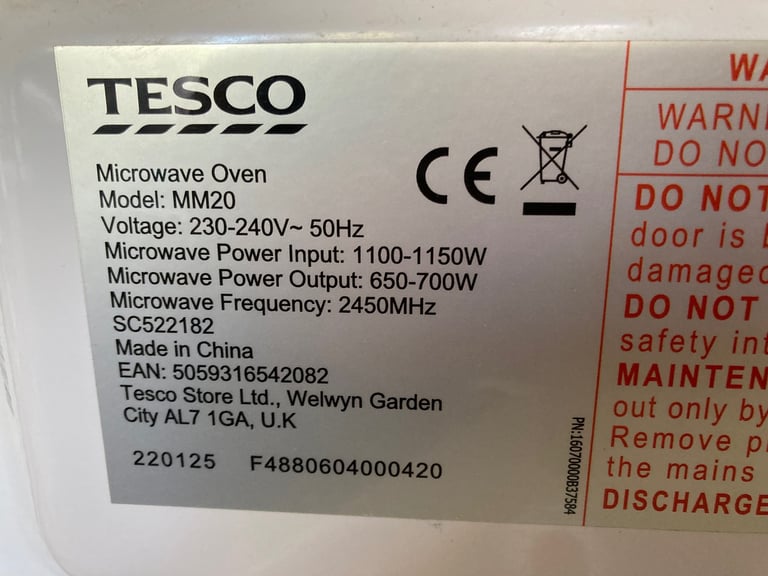 TESCO
Microwave Oven
Model: MM20
Voltage: 230-240V~ 50Hz
Microwave Power Input: 1100-1150W
Microwave Power Output: 650-700W
Microwave Frequency: 2450MHz
SC522182
Made in China
EAN: 5059316542082
Tesco Store Ltd., Welwyn Garden
City AL7 1GA, U.K
220125 F4880604000420
CE
PN:16070000B37584
WA
WARNI
DO NO
DO NOT
door is b
damaged
DO NOT
safety int
MAINTEN
out only by
Remove p
the mains
DISCHARGE